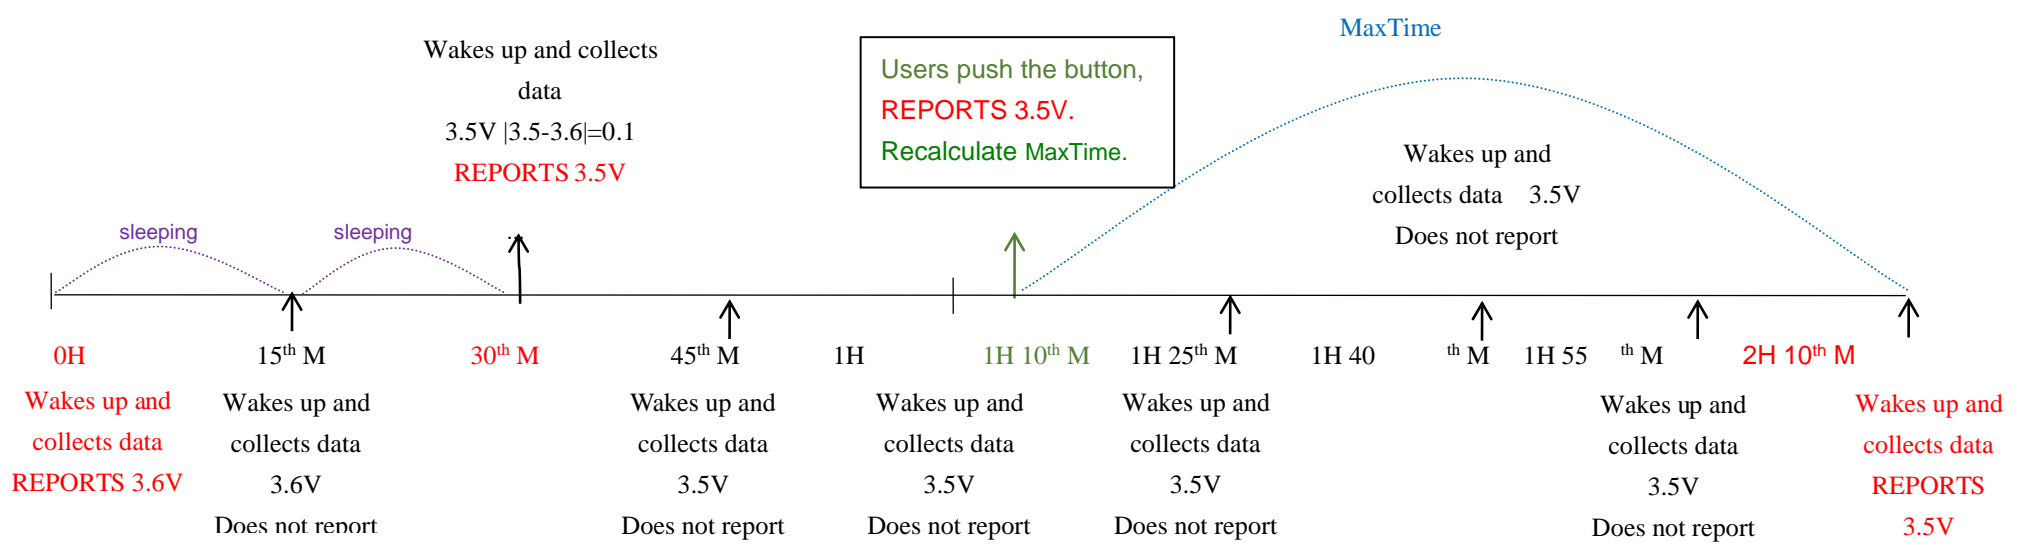 MaxTime
Wakes up and collects
data
3.5V |3.5-3.6|=0.1
REPORTS 3.5V
Users push the button,
REPORTS 3.5V.
Recalculate MaxTime.
Wakes up and
collects data 3.5V
Does not report
sleeping
sleeping
...
0H
15th M
30th M
45th M
1H
1H 10th M
1H 25th M
1H 40 th M
1H 55 th M
2H 10th M
Wakes up and
collects data
REPORTS 3.6V
Wakes up and
collects data
3.6V
Does not report
Wakes up and
collects data
3.5V
Does not report
Wakes up and
collects data
3.5V
Does not report
Wakes up and
collects data
3.5V
Does not report
Wakes up and
collects data
3.5V
Does not report
Wakes up and
collects data
REPORTS
3.5V